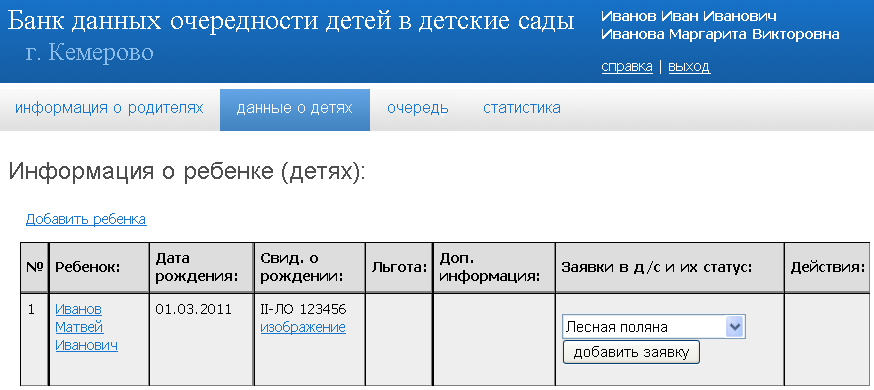 Банк данных очередности детей в детские сады
г. Кемерово
Иванов Иван Иванович
Иванова Маргарита Викторовна
справка | выход
информация о родителях данные о детях очередь статистика
Информация о ребенке (детях):
Добавить ребенка
№ Ребенок: Дата рождения: Свид. о рождении: Льгота: Доп. информация: Заявки в д/с и их статус: Действия:
1 Иванов Матвей Иванович 01.03.2011 II-ЛО 123456 изображение Лесная поляна
добавить заявку